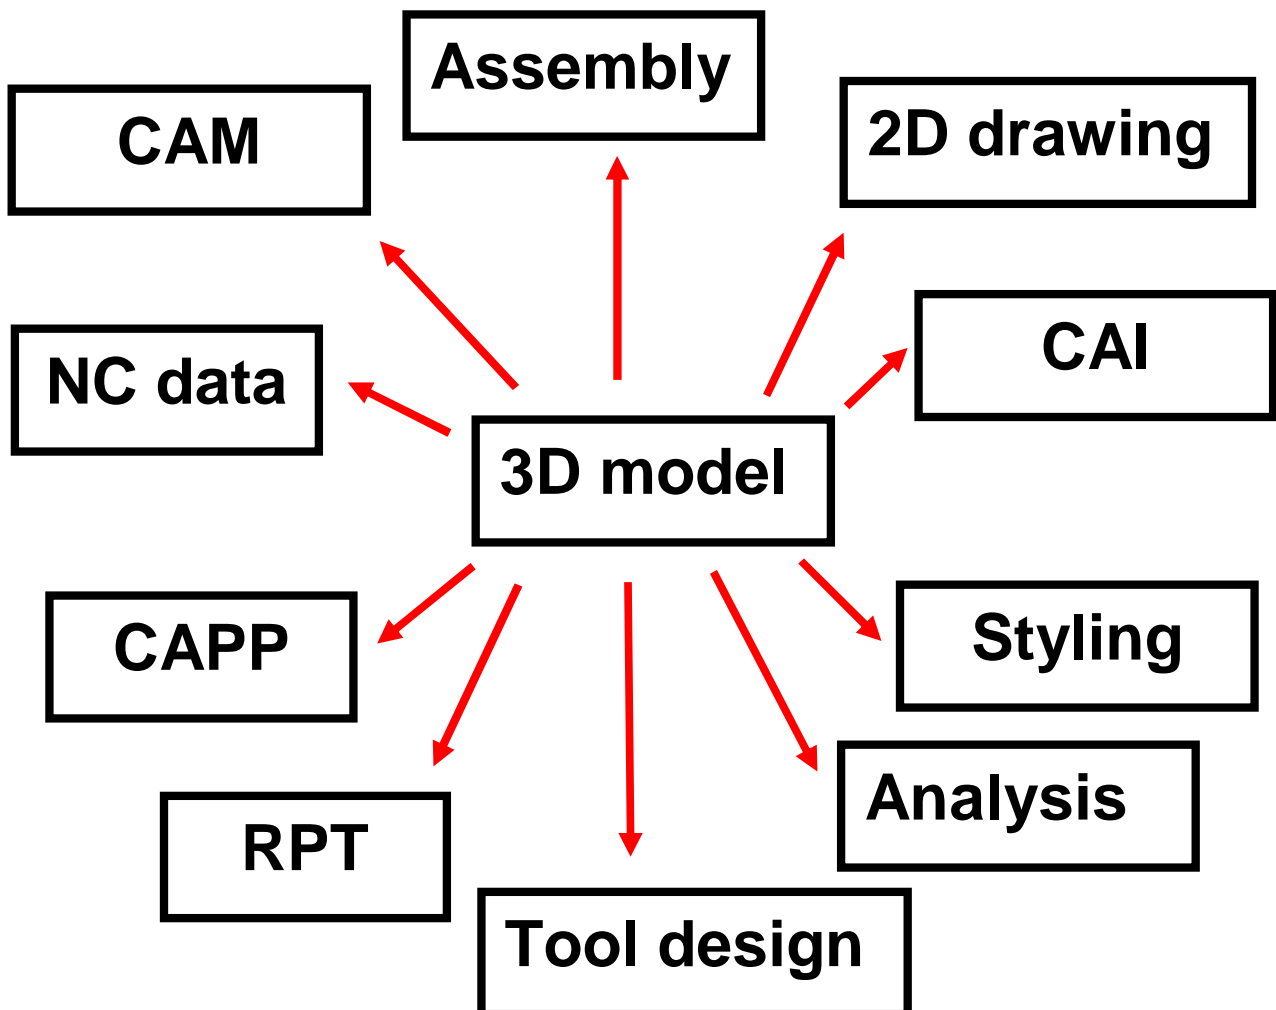 Assembly
CAM
2D drawing
CAI
NC data
3D model
CAPP
Styling
Analysis
RPT
Tool design